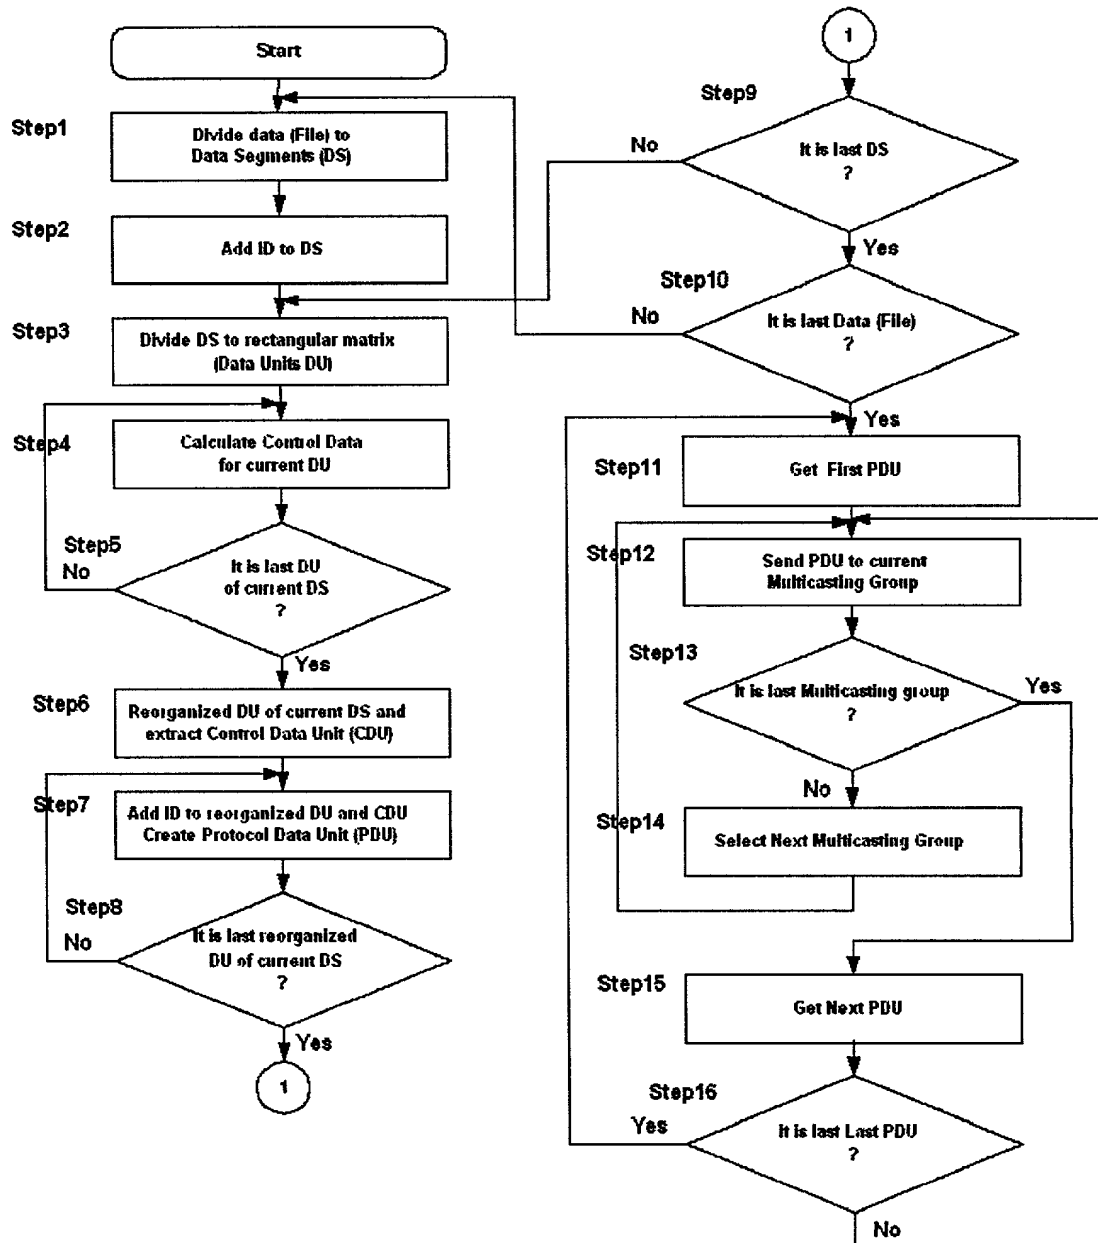 Start
Step1
Divide data (File) to
Data Segments (DS)
Step2
Add ID to DS
Step3
Divide DS to rectangular matrix
(Data Units DU)
Step4
Calculate Control Data
for current DU
Step5
No
It is last DU
of current DS
?
Yes
Step6
Reorganized DU of current DS and
extract Control Data Unit (CDU)
Step7
Add ID to reorganized DU and CDU
Create Protocol Data Unit (PDU)
Step8
No
It is last reorganized
DU of current DS
?
Yes
1
1
Step9
No
It is last DS
?
Yes
Step10
No
It is last Data (File)
?
Yes
Step11
Get First PDU
Step12
Send PDU to current
Multicasting Group
Step13
It is last Multicasting group
?
Yes
No
Step14
Select Next Multicasting Group
Step15
Get Next PDU
Step16
Yes
It is last Last PDU
?
No